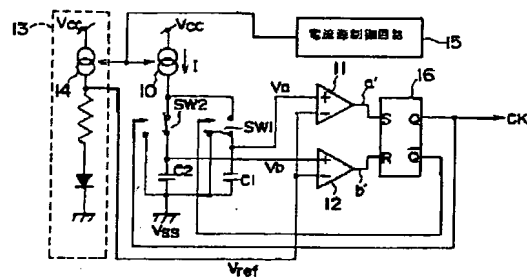 13
Vcc
14
Vcc
10
I
電流源制御回路
15
11
16
Va
a'
SW2
SW1
S
Q
CK
Vb
R
Q̅
C2
C1
12
b'
Vss
Vref
+
−
+
−